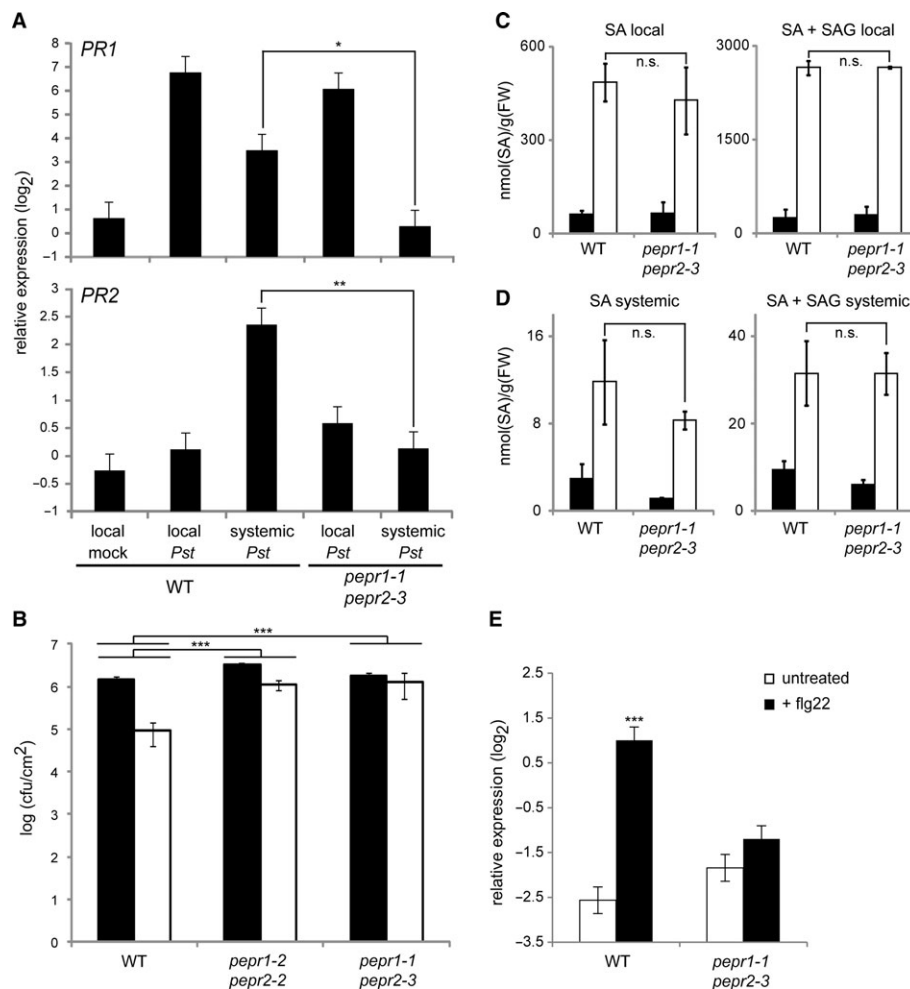 A
PR1
relative expression (log2)
8
7
6
5
4
3
2
1
0
−1
*
PR2
3
2.5
2
1.5
1
0.5
0
−0.5
−1
**
local mock
local Pst
systemic Pst
local Pst
systemic Pst
WT
pepr1-1
pepr2-3
B
log (cfu/cm2)
7
6
5
4
3
2
1
0
***
***
WT
pepr1-2
pepr2-2
pepr1-1
pepr2-3
C
SA local
nmol(SA)/g(FW)
600
300
0
n.s.
WT
pepr1-1
pepr2-3
SA + SAG local
3000
1500
0
n.s.
WT
pepr1-1
pepr2-3
D
SA systemic
nmol(SA)/g(FW)
16
8
0
n.s.
WT
pepr1-1
pepr2-3
SA + SAG systemic
40
20
0
n.s.
WT
pepr1-1
pepr2-3
E
relative expression (log2)
2.5
1.5
0.5
−0.5
−1.5
−2.5
−3.5
***
untreated
+ flg22
WT
pepr1-1
pepr2-3